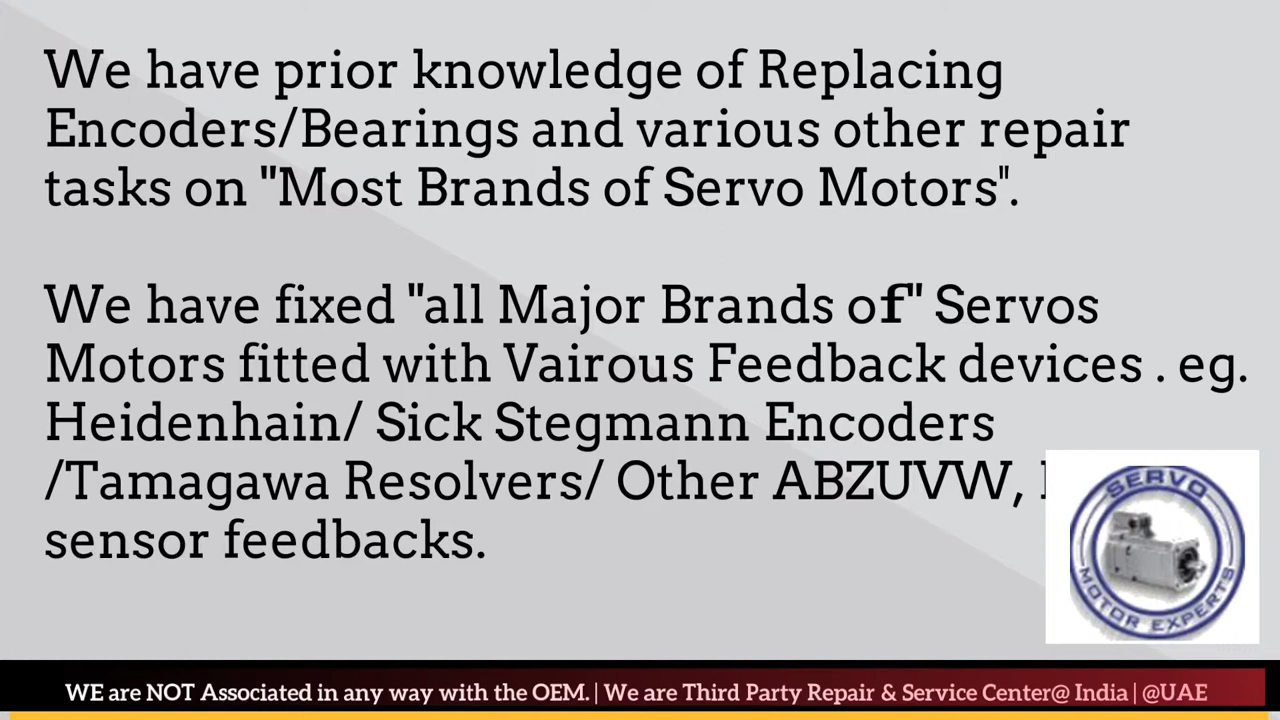 We have prior knowledge of Replacing
Encoders/Bearings and various other repair
tasks on "Most Brands of Servo Motors".
We have fixed "all Major Brands of" Servos
Motors fitted with Vairous Feedback devices . eg.
Heidenhain/ Sick Stegmann Encoders
/Tamagawa Resolvers/ Other ABZUVW,
sensor feedbacks.
SERVO
MOTOR EXPERTS
WE are NOT Associated in any way with the OEM. | We are Third Party Repair & Service Center@ India | @UAE